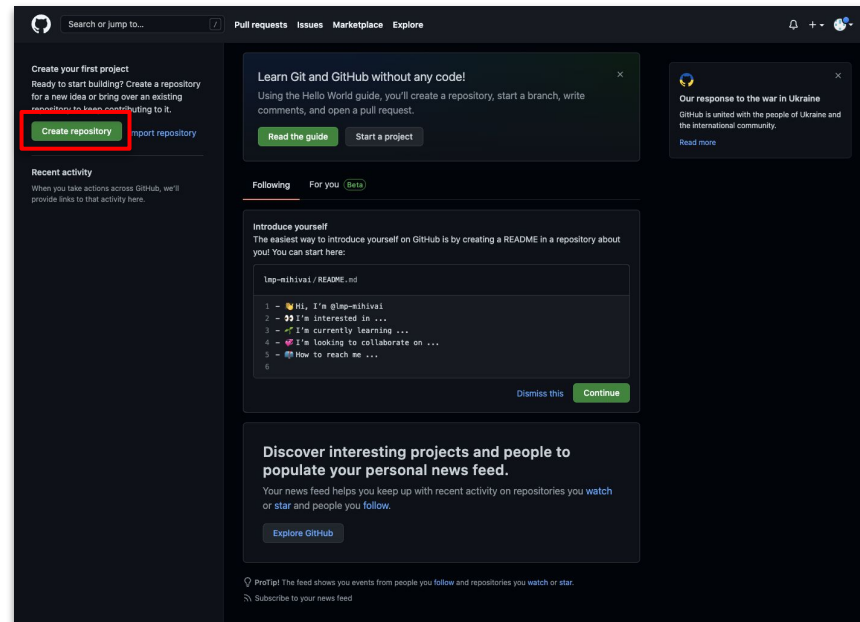 Search or jump to...
/
Pull requests Issues Marketplace Explore
Create your first project
Ready to start building? Create a repository
for a new idea or bring over an existing
repository to keep contributing to it.
Create repository
Import repository
Recent activity
When you take actions across GitHub, we'll
provide links to that activity here.
Learn Git and GitHub without any code!
Using the Hello World guide, you'll create a repository, start a branch, write
comments, and open a pull request.
Read the guide
Start a project
Following
For you
Beta
Introduce yourself
The easiest way to introduce yourself on GitHub is by creating a README in a repository about
you! You can start here:
lmp-mihivai/README.md
1 - 👋 Hi, I'm @lmp-mihivai
2 - 👀 I'm interested in ...
3 - 🌱 I'm currently learning ...
4 - 💞️ I'm looking to collaborate on ...
5 - 📫 How to reach me ...
6
Dismiss this
Continue
Discover interesting projects and people to
populate your personal news feed.
Your news feed helps you keep up with recent activity on repositories you watch
or star and people you follow.
Explore GitHub
ProTip! The feed shows you events from people you follow and repositories you watch or star.
Subscribe to your news feed
Our response to the war in Ukraine
GitHub is united with the people of Ukraine and
the international community.
Read more